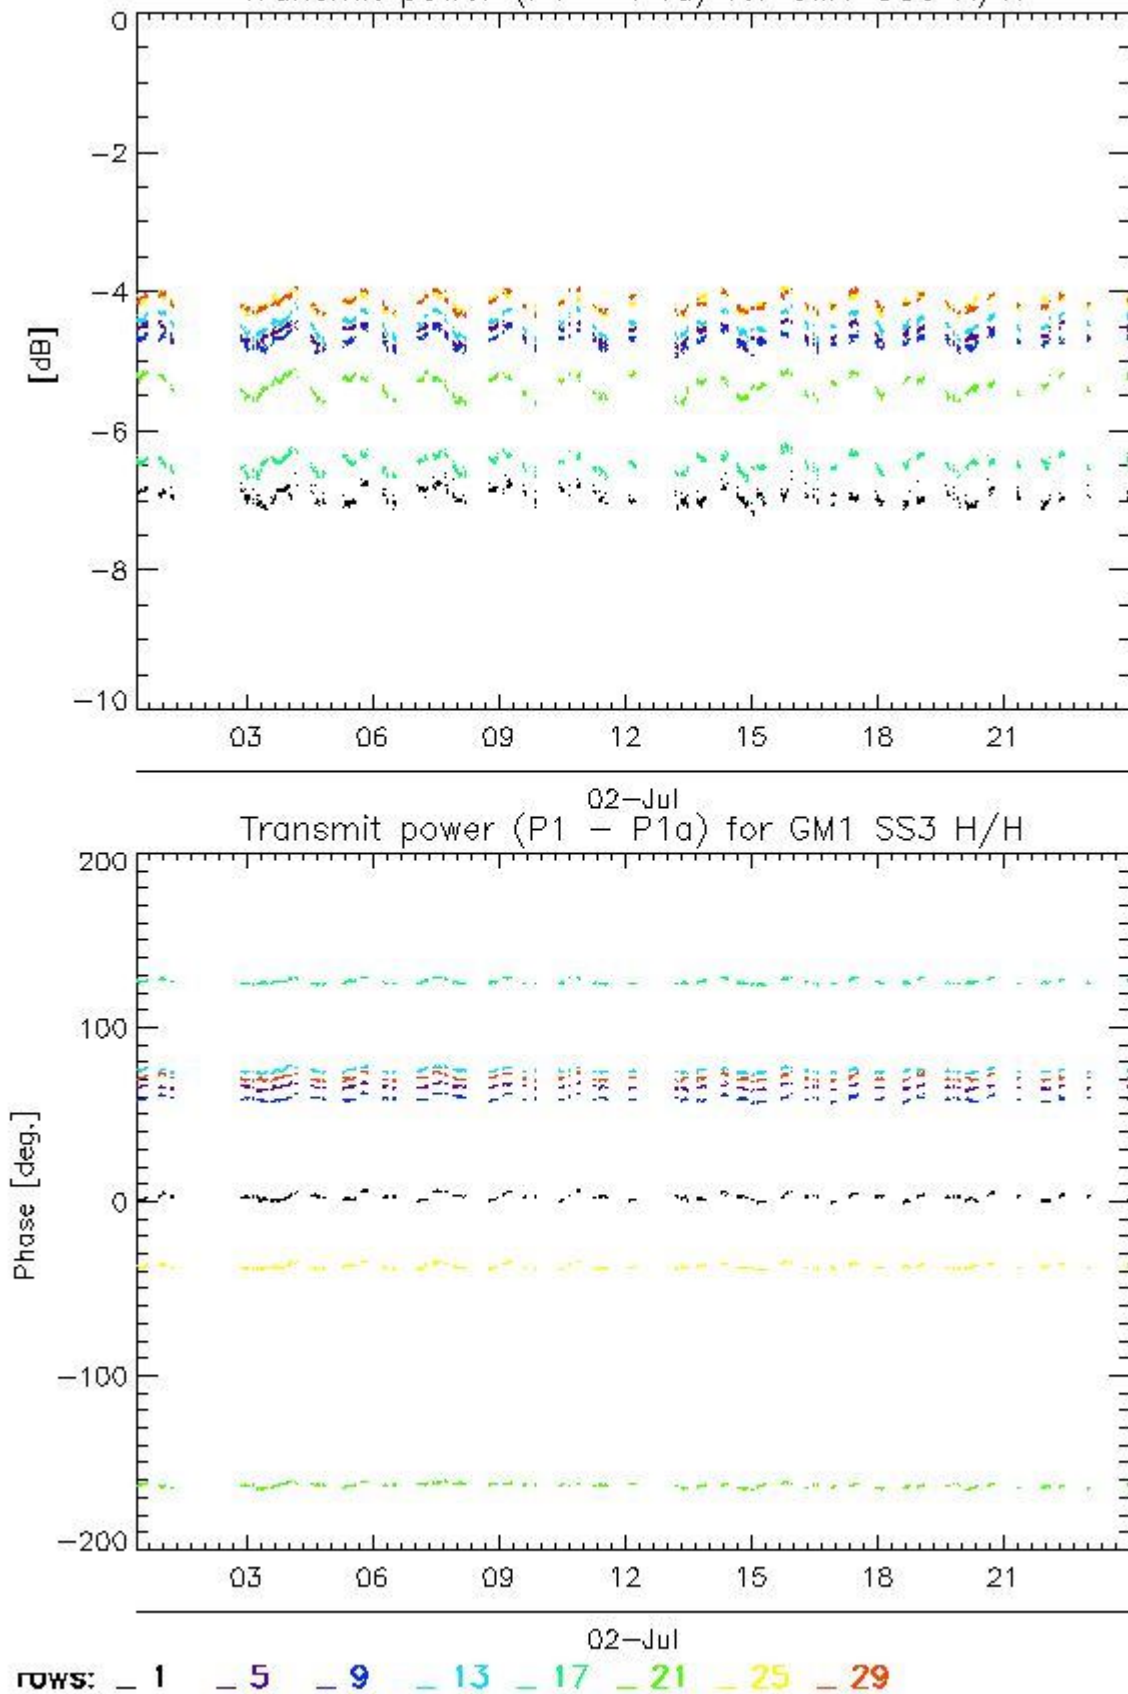 0
−2
−4
[dB]
−6
−8
−10
03 06 09 12 15 18 21
02−Jul
Transmit power (P1 − P1a) for GM1 SS3 H/H
200
100
Phase [deg.]
0
−100
−200
03 06 09 12 15 18 21
02−Jul
rows: _ 1 _ 5 _ 9 _ 13 _ 17 _ 21 _ 25 _ 29